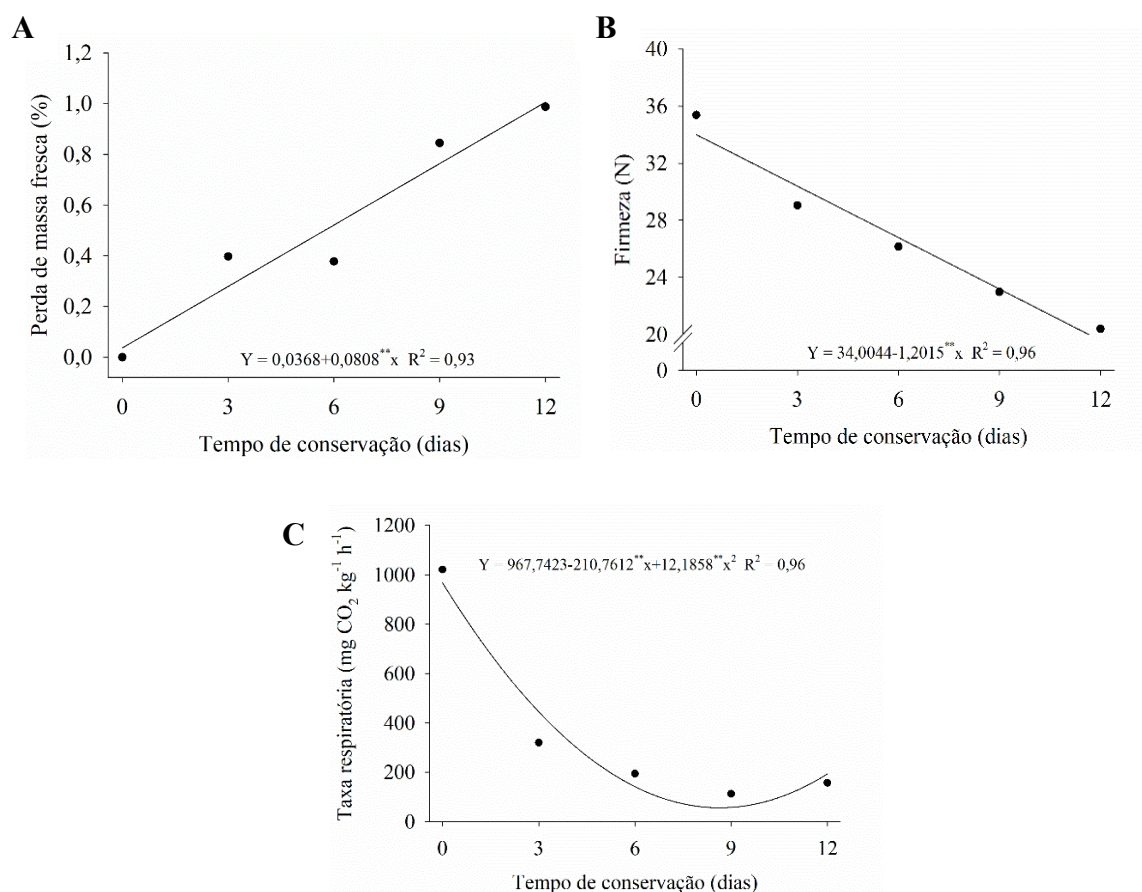 A
1,2
1,0
0,8
0,6
0,4
0,2
0,0
Perda de massa fresca (%)
Y = 0,0368+0,0808**x R² = 0,93
0 3 6 9 12
Tempo de conservação (dias)
B
40
36
32
28
24
20
0
Firmeza (N)
Y = 34,0044-1,2015**x R² = 0,96
0 3 6 9 12
Tempo de conservação (dias)
C
1200
1000
800
600
400
200
0
Taxa respiratória (mg CO₂ kg⁻¹ h⁻¹)
Y = 967,7423-210,7612**x+12,1858**x² R² = 0,96
0 3 6 9 12
Tempo de conservação (dias)